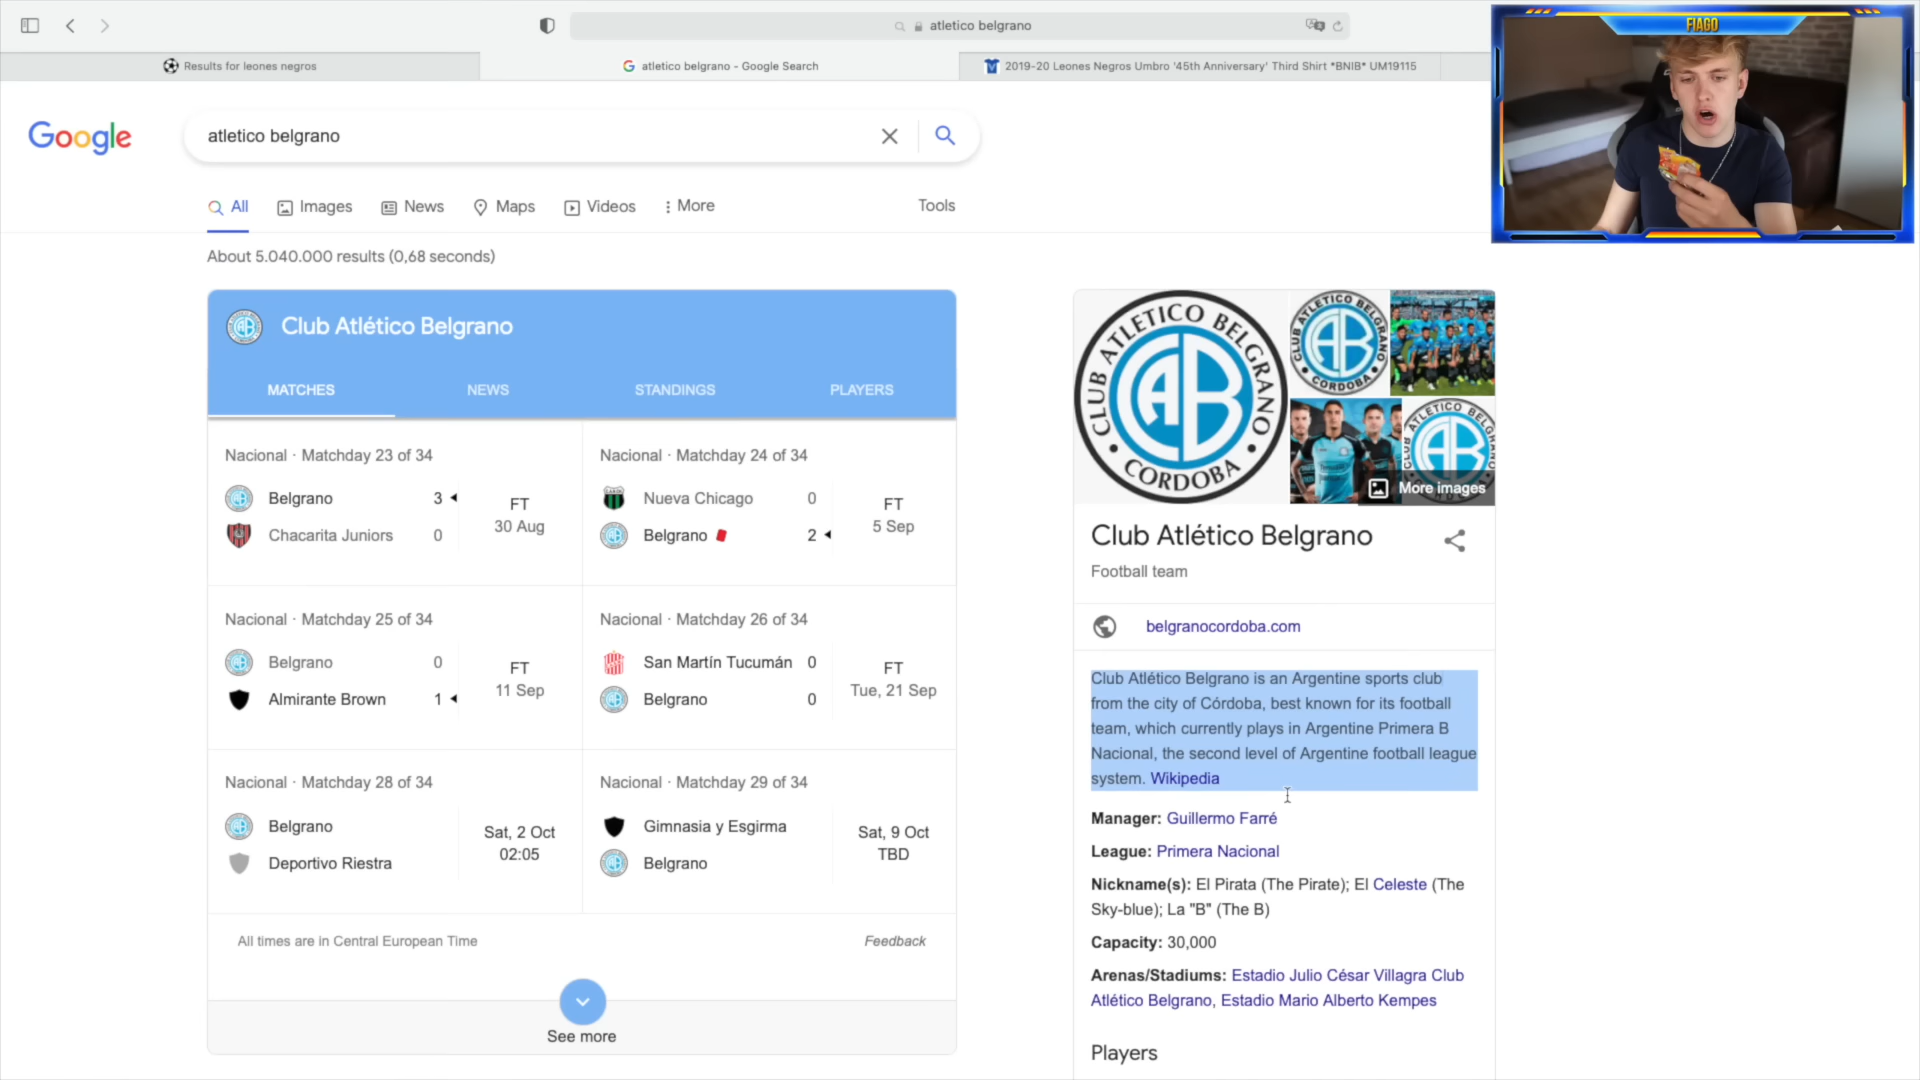 atletico belgrano
Results for leones negros
atletico belgrano - Google Search
2019-20 Leones Negros Umbro '45th Anniversary' Third Shirt *BNIB* UM19115
FIAGO
Google
atletico belgrano
All
Images
News
Maps
Videos
More
Tools
About 5.040.000 results (0,68 seconds)
Club Atlético Belgrano
MATCHES
NEWS
STANDINGS
PLAYERS
Nacional · Matchday 23 of 34
Belgrano 3
Chacarita Juniors 0
FT
30 Aug
Nacional · Matchday 24 of 34
Nueva Chicago 0
Belgrano 2
FT
5 Sep
Nacional · Matchday 25 of 34
Belgrano 0
Almirante Brown 1
FT
11 Sep
Nacional · Matchday 26 of 34
San Martín Tucumán 0
Belgrano 0
FT
Tue, 21 Sep
Nacional · Matchday 28 of 34
Belgrano
Deportivo Riestra
Sat, 2 Oct
02:05
Nacional · Matchday 29 of 34
Gimnasia y Esgirma
Belgrano
Sat, 9 Oct
TBD
All times are in Central European Time
Feedback
See more
CLUB ATLETICO BELGRANO
CAB
CORDOBA
CLUB ATLETICO BELGRANO
CORDOBA
More images
Club Atlético Belgrano
Football team
belgranocordoba.com
Club Atlético Belgrano is an Argentine sports club
from the city of Córdoba, best known for its football
team, which currently plays in Argentine Primera B
Nacional, the second level of Argentine football league
system. Wikipedia
Manager: Guillermo Farré
League: Primera Nacional
Nickname(s): El Pirata (The Pirate); El Celeste (The
Sky-blue); La "B" (The B)
Capacity: 30,000
Arenas/Stadiums: Estadio Julio César Villagra Club
Atlético Belgrano, Estadio Mario Alberto Kempes
Players